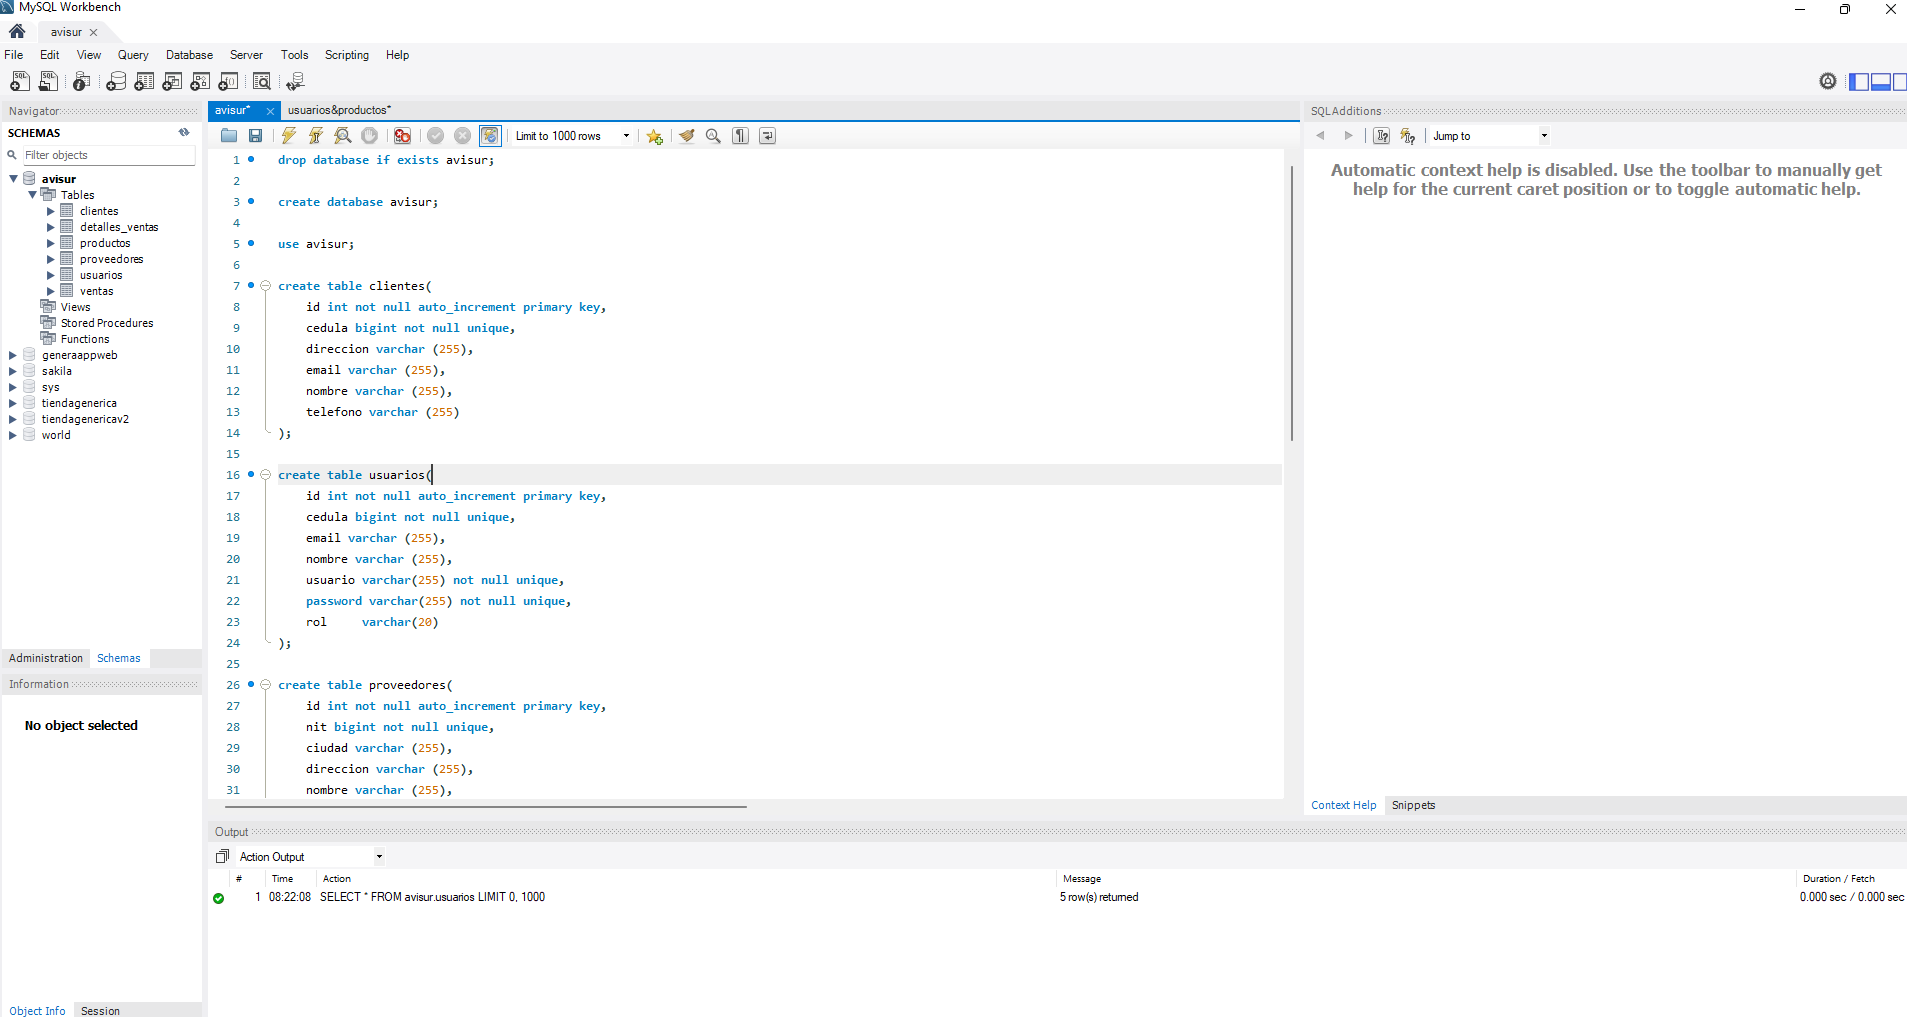 MySQL Workbench
avisur
File Edit View Query Database Server Tools Scripting Help
Navigator
SCHEMAS
Filter objects
avisur
Tables
clientes
detalles_ventas
productos
proveedores
usuarios
ventas
Views
Stored Procedures
Functions
generaappweb
sakila
sys
tiendagenerica
tiendagenericav2
world
Administration Schemas
Information
No object selected
Object Info Session
avisur* usuarios&productos*
Limit to 1000 rows
1 drop database if exists avisur;
2
3 create database avisur;
4
5 use avisur;
6
7 create table clientes(
8 id int not null auto_increment primary key,
9 cedula bigint not null unique,
10 direccion varchar (255),
11 email varchar (255),
12 nombre varchar (255),
13 telefono varchar (255)
14 );
15
16 create table usuarios(
17 id int not null auto_increment primary key,
18 cedula bigint not null unique,
19 email varchar (255),
20 nombre varchar (255),
21 usuario varchar(255) not null unique,
22 password varchar(255) not null unique,
23 rol varchar(20)
24 );
25
26 create table proveedores(
27 id int not null auto_increment primary key,
28 nit bigint not null unique,
29 ciudad varchar (255),
30 direccion varchar (255),
31 nombre varchar (255),
SQLAdditions
Jump to
Automatic context help is disabled. Use the toolbar to manually get
help for the current caret position or to toggle automatic help.
Context Help Snippets
Output
Action Output
# Time Action Message Duration / Fetch
1 08:22:08 SELECT * FROM avisur.usuarios LIMIT 0, 1000 5 row(s) returned 0.000 sec / 0.000 sec